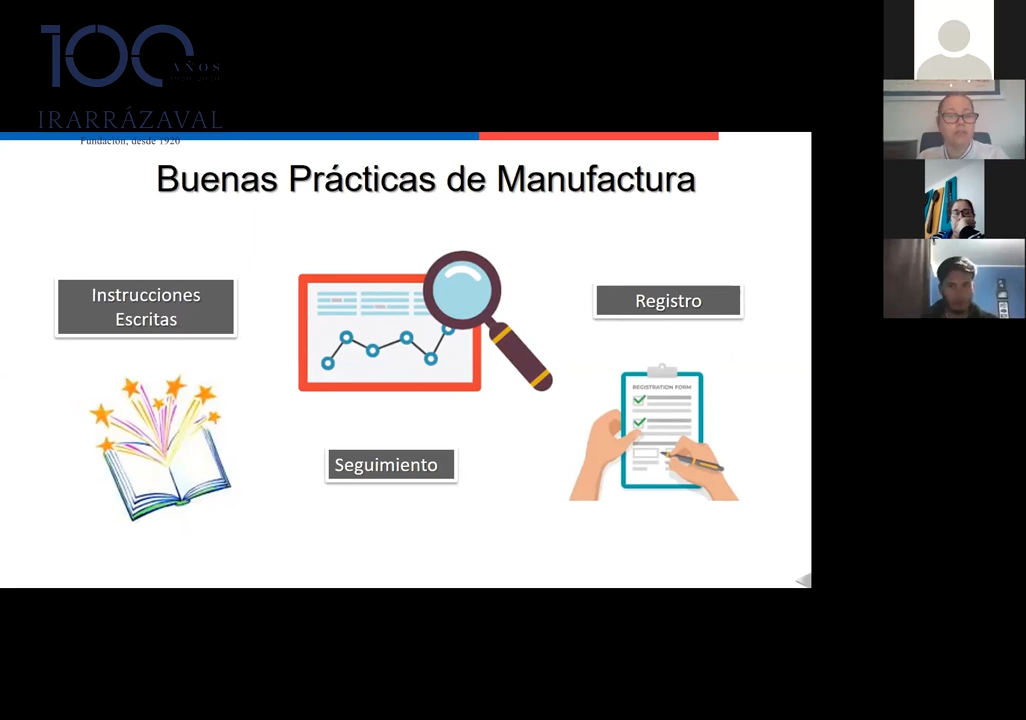 100
AÑOS
IRARRÁZAVAL
Fundación, desde 1920
Buenas Prácticas de Manufactura
Instrucciones
Escritas
Registro
REGISTRATION FORM
Seguimiento